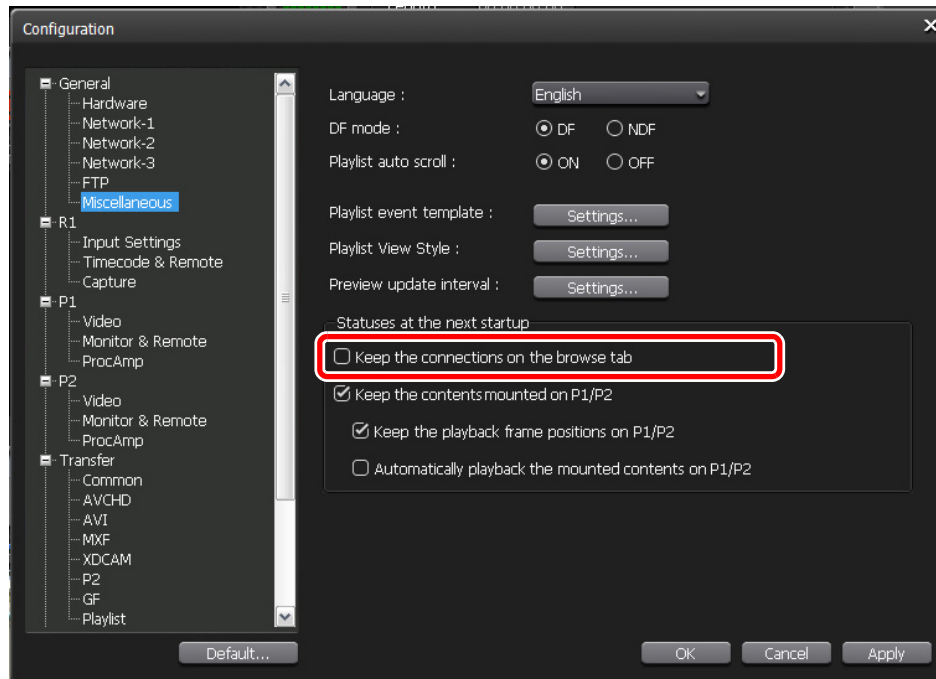 Configuration
General
Hardware
Network-1
Network-2
Network-3
FTP
Miscellaneous
R1
Input Settings
Timecode & Remote
Capture
P1
Video
Monitor & Remote
ProcAmp
P2
Video
Monitor & Remote
ProcAmp
Transfer
Common
AVCHD
AVI
MXF
XDCAM
P2
GF
Playlist
Default...
Language : English
DF mode : DF NDF
Playlist auto scroll : ON OFF
Playlist event template : Settings...
Playlist View Style : Settings...
Preview update interval : Settings...
Statuses at the next startup
Keep the connections on the browse tab
Keep the contents mounted on P1/P2
Keep the playback frame positions on P1/P2
Automatically playback the mounted contents on P1/P2
OK Cancel Apply